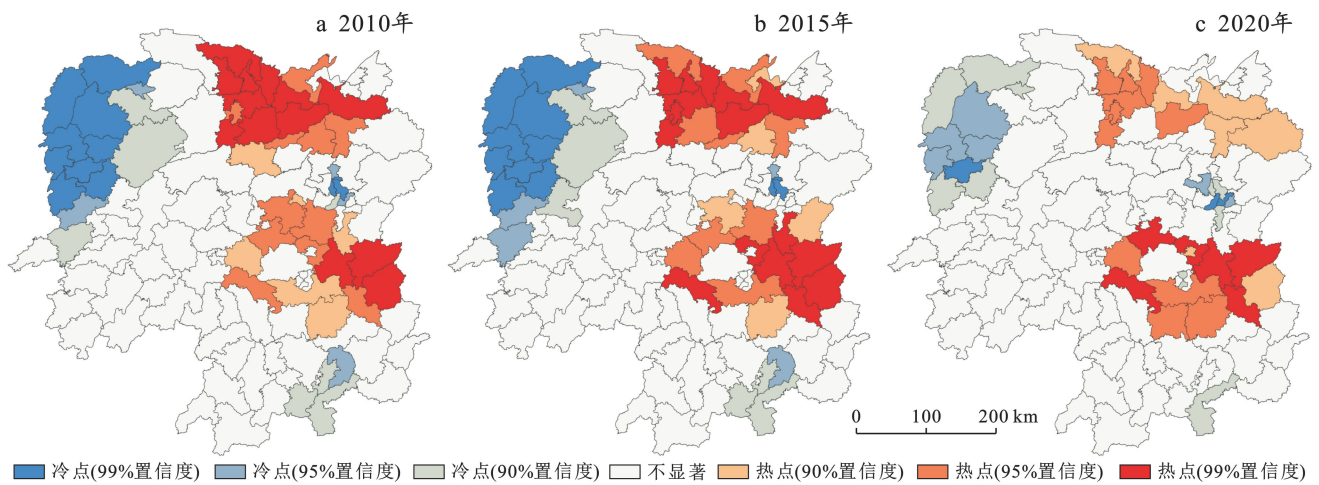 a 2010年
b 2015年
c 2020年
0 100 200 km
冷点(99%置信度)
冷点(95%置信度)
冷点(90%置信度)
不显著
热点(90%置信度)
热点(95%置信度)
热点(99%置信度)